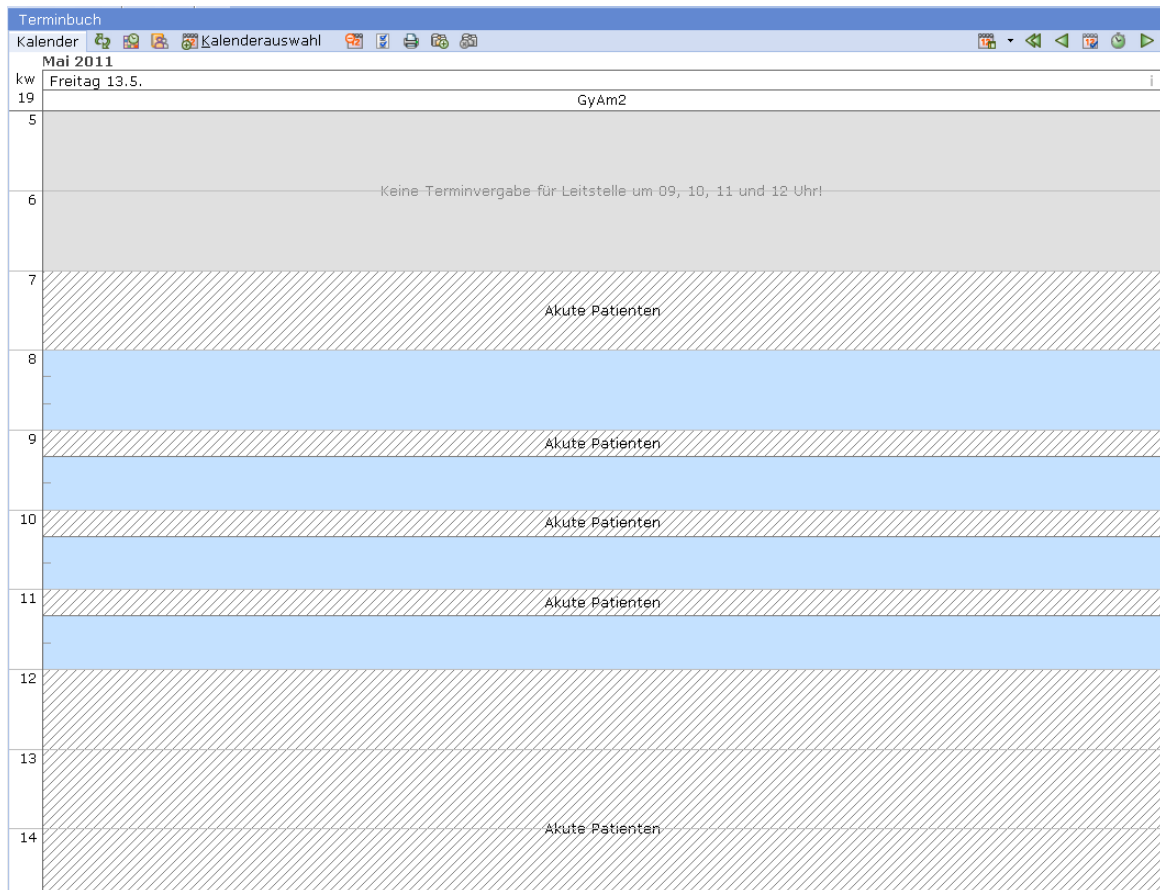 Terminbuch
Kalender Kalenderauswahl
Mai 2011
kw Freitag 13.5. i
19 GyAm2
5
Keine Terminvergabe für Leitstelle um 09, 10, 11 und 12 Uhr!
6
7
Akute Patienten
8
9 Akute Patienten
10 Akute Patienten
11 Akute Patienten
12
13
14 Akute Patienten